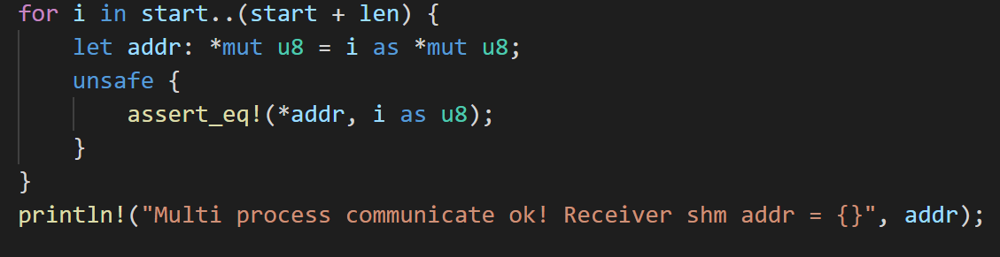 for i in start..(start + len) {
    let addr: *mut u8 = i as *mut u8;
    unsafe {
        assert_eq!(*addr, i as u8);
    }
}
println!("Multi process communicate ok! Receiver shm addr = {}", addr);